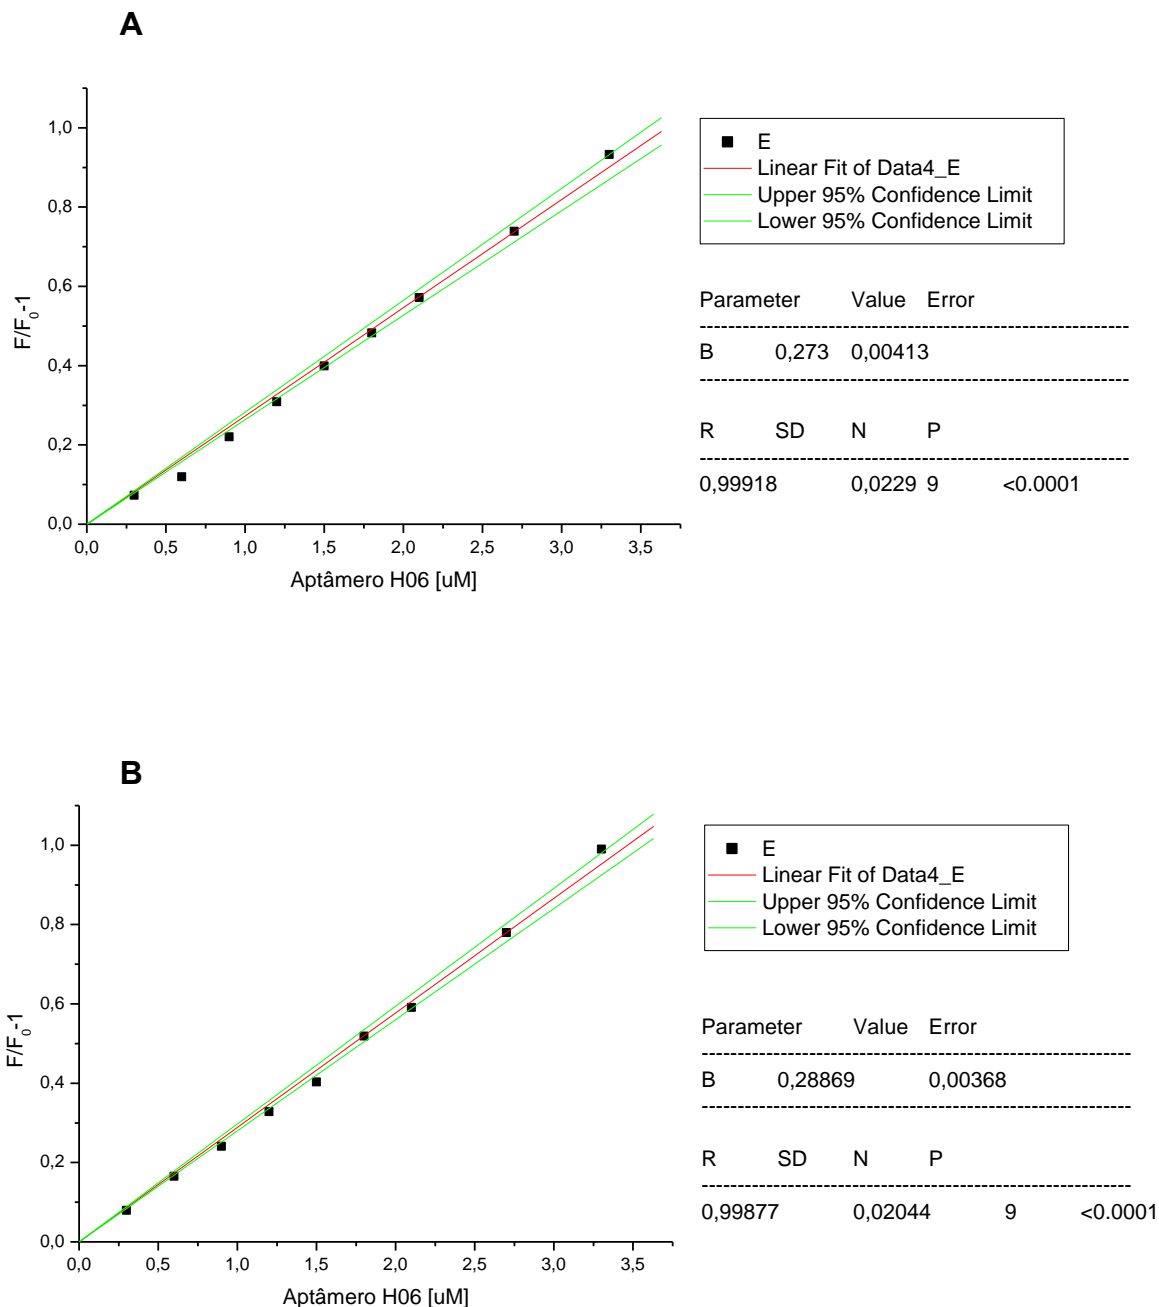 A
1,0
0,8
0,6
0,4
0,2
0,0
F/F0-1
0,0 0,5 1,0 1,5 2,0 2,5 3,0 3,5
Aptâmero H06 [uM]
E
Linear Fit of Data4_E
Upper 95% Confidence Limit
Lower 95% Confidence Limit
Parameter Value Error
------------------------------------------------------------
B 0,273 0,00413
------------------------------------------------------------
R SD N P
------------------------------------------------------------
0,99918 0,0229 9 <0.0001
B
1,0
0,8
0,6
0,4
0,2
0,0
F/F0-1
0,0 0,5 1,0 1,5 2,0 2,5 3,0 3,5
Aptâmero H06 [uM]
E
Linear Fit of Data4_E
Upper 95% Confidence Limit
Lower 95% Confidence Limit
Parameter Value Error
------------------------------------------------------------
B 0,28869 0,00368
------------------------------------------------------------
R SD N P
------------------------------------------------------------
0,99877 0,02044 9 <0.0001